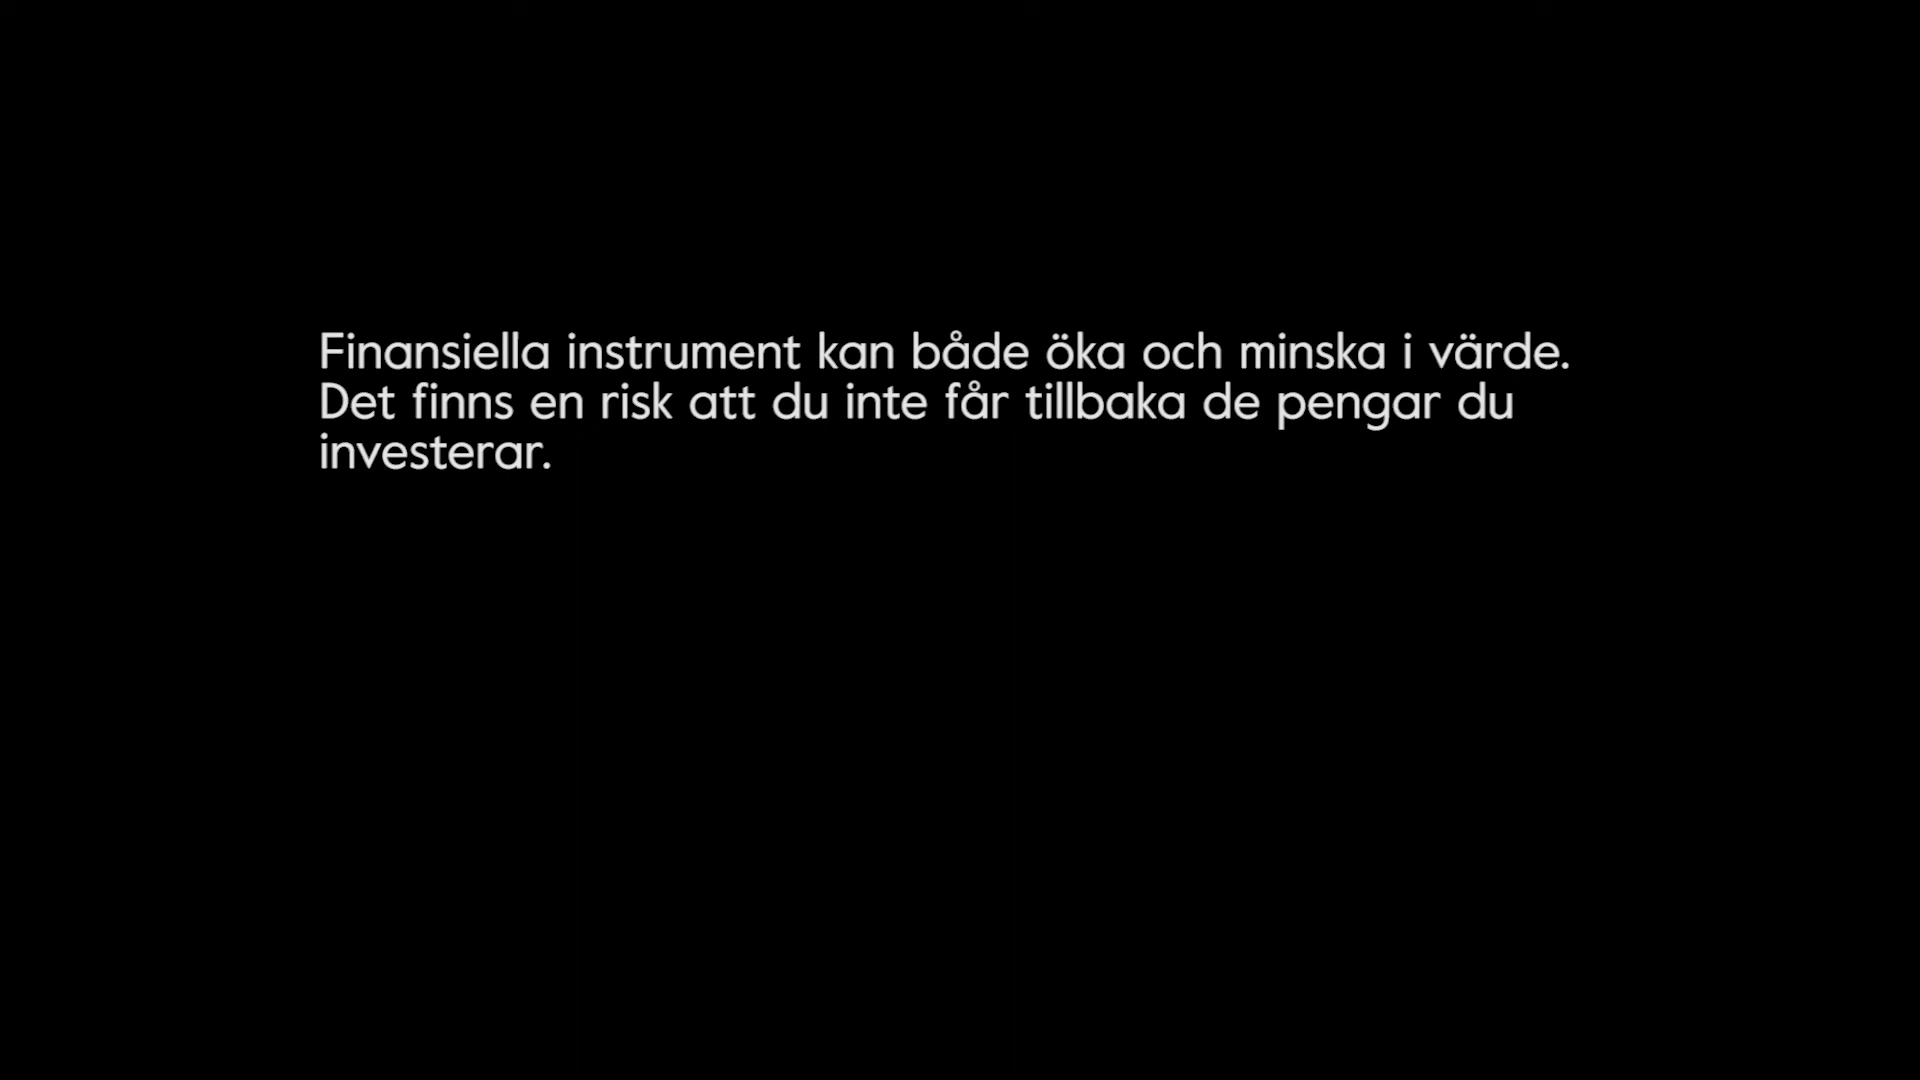 Finansiella instrument kan både öka och minska i värde.
Det finns en risk att du inte får tillbaka de pengar du
investerar.